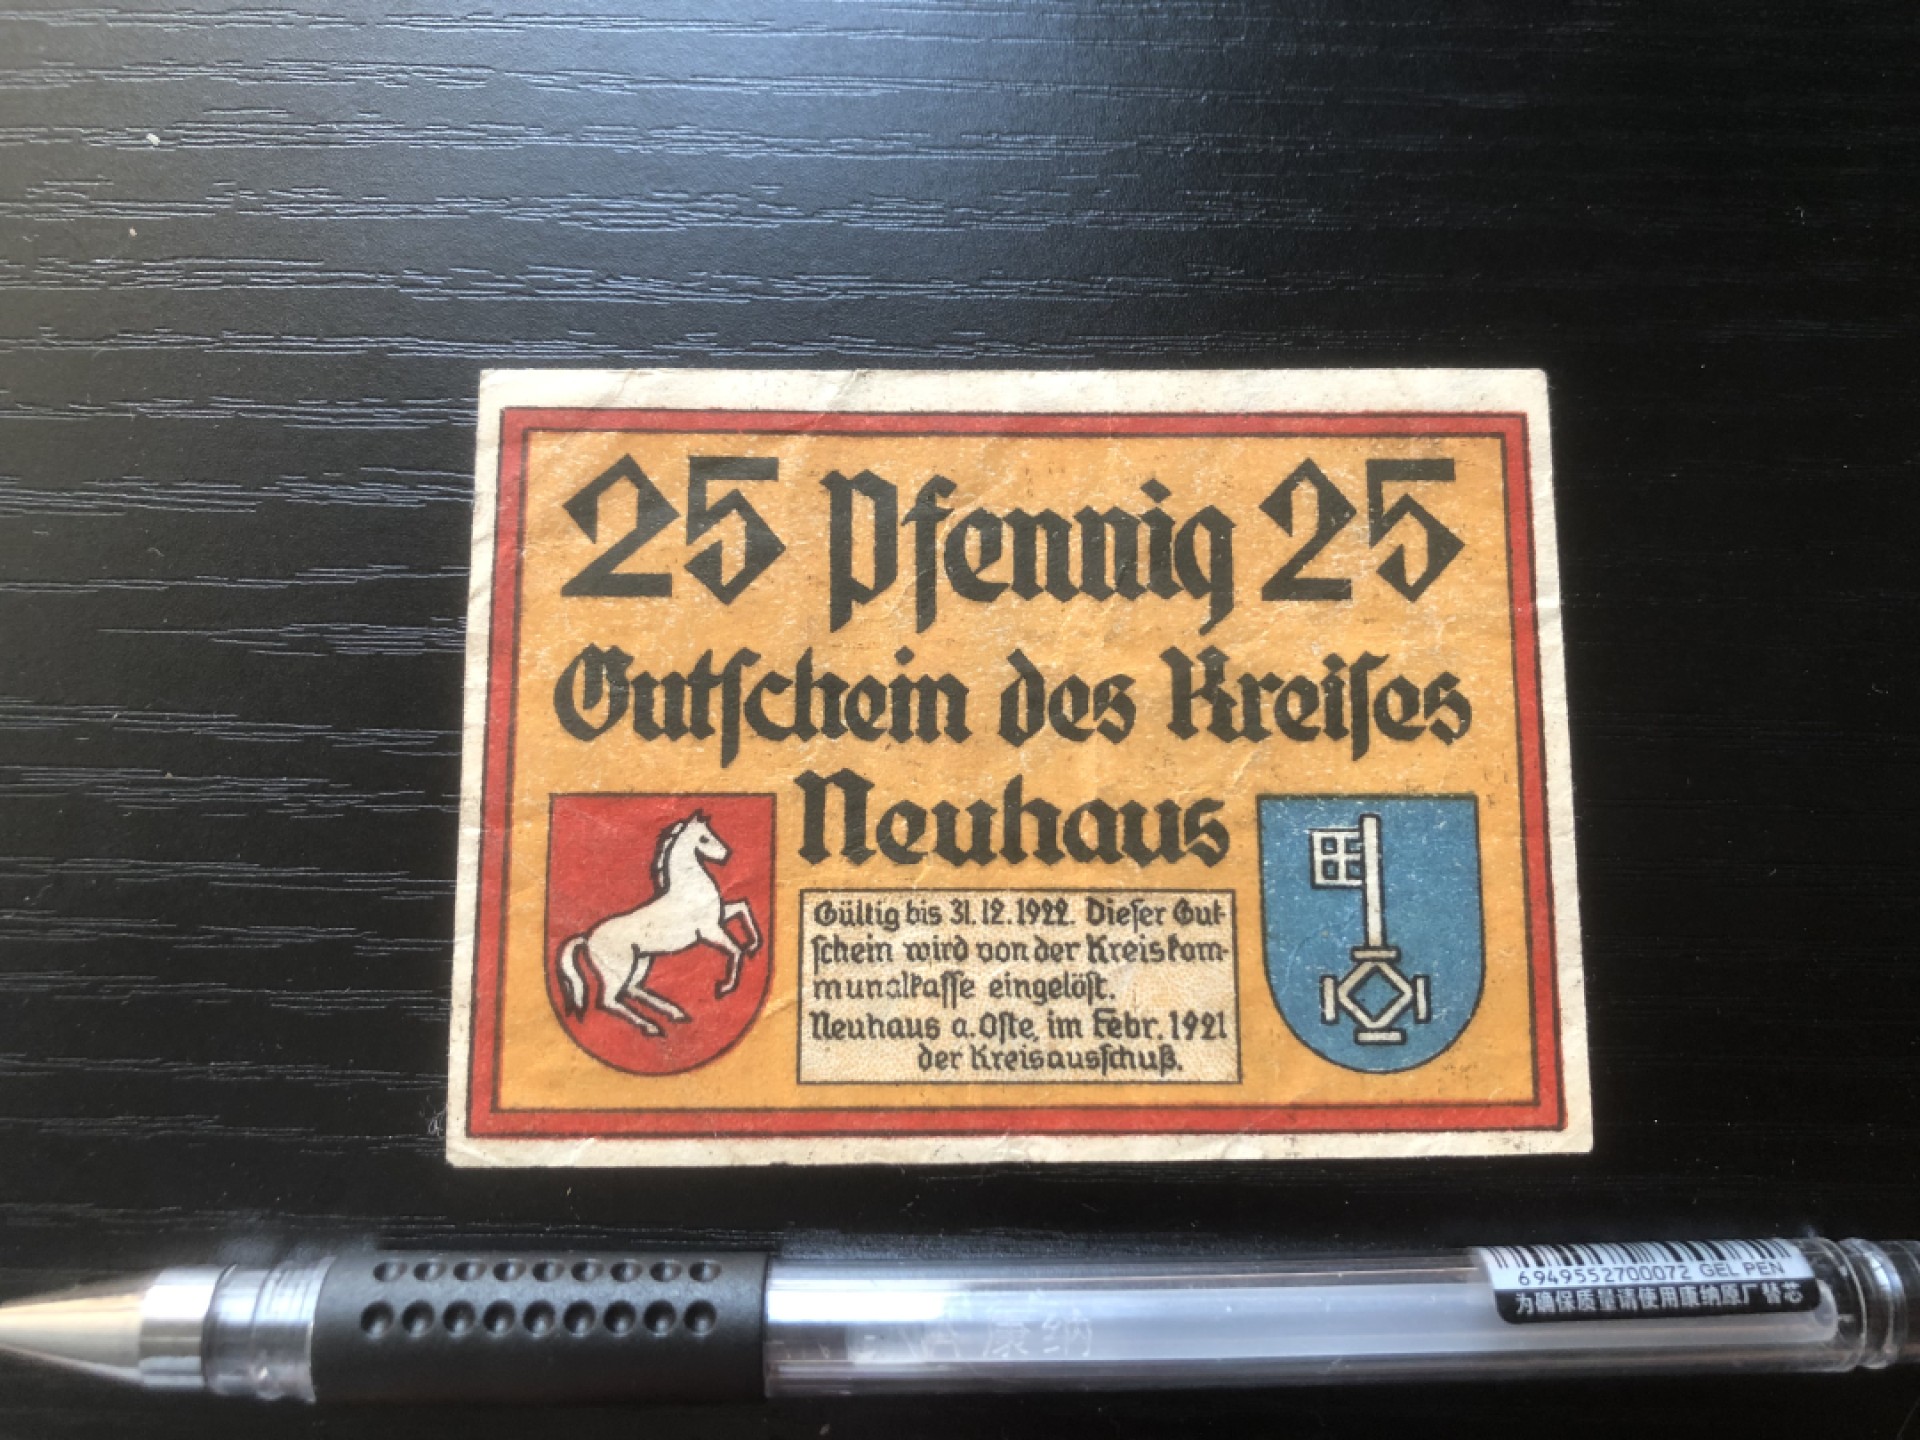 25 Pfennig 25
Gutſchein des Kreiſes
Neuhaus
Gültig bis 31.12.1922. Dieſer Gut-
ſchein wird von der Kreiskom-
munalkaſſe eingelöſt.
Neuhaus a. Oſte, im Febr. 1921
der Kreisausſchuß.
6949552700072 GEL PEN
为确保质量请使用康纳原厂替芯
康纳